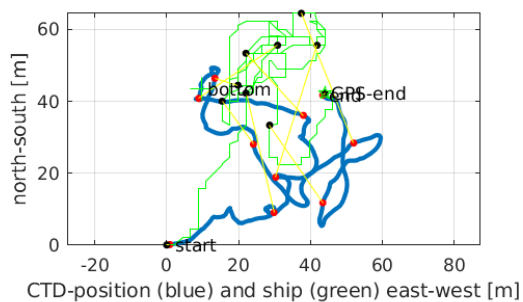 60
40
20
0
north-south [m]
bottom
GPS-end
end
start
-20
0
20
40
60
80
CTD-position (blue) and ship (green) east-west [m]